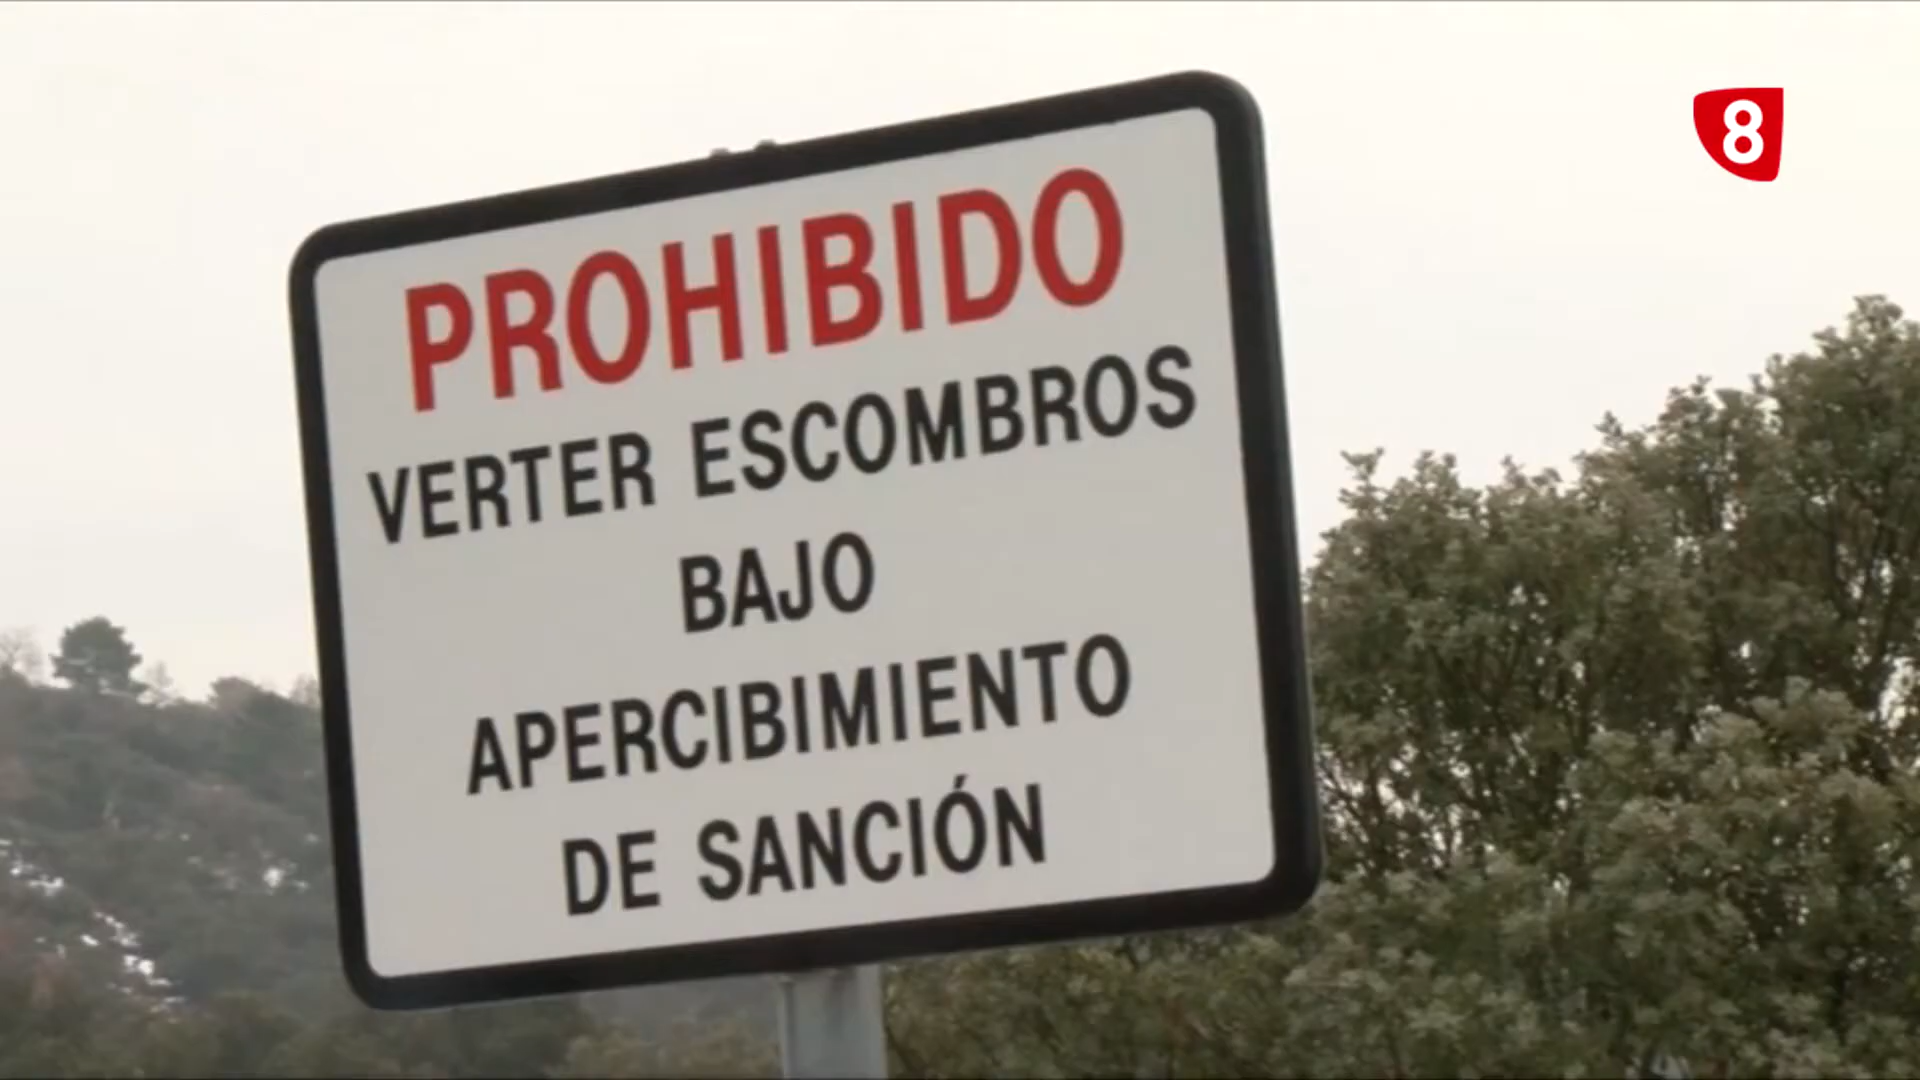 8
PROHIBIDO
VERTER ESCOMBROS
BAJO
APERCIBIMIENTO
DE SANCIÓN